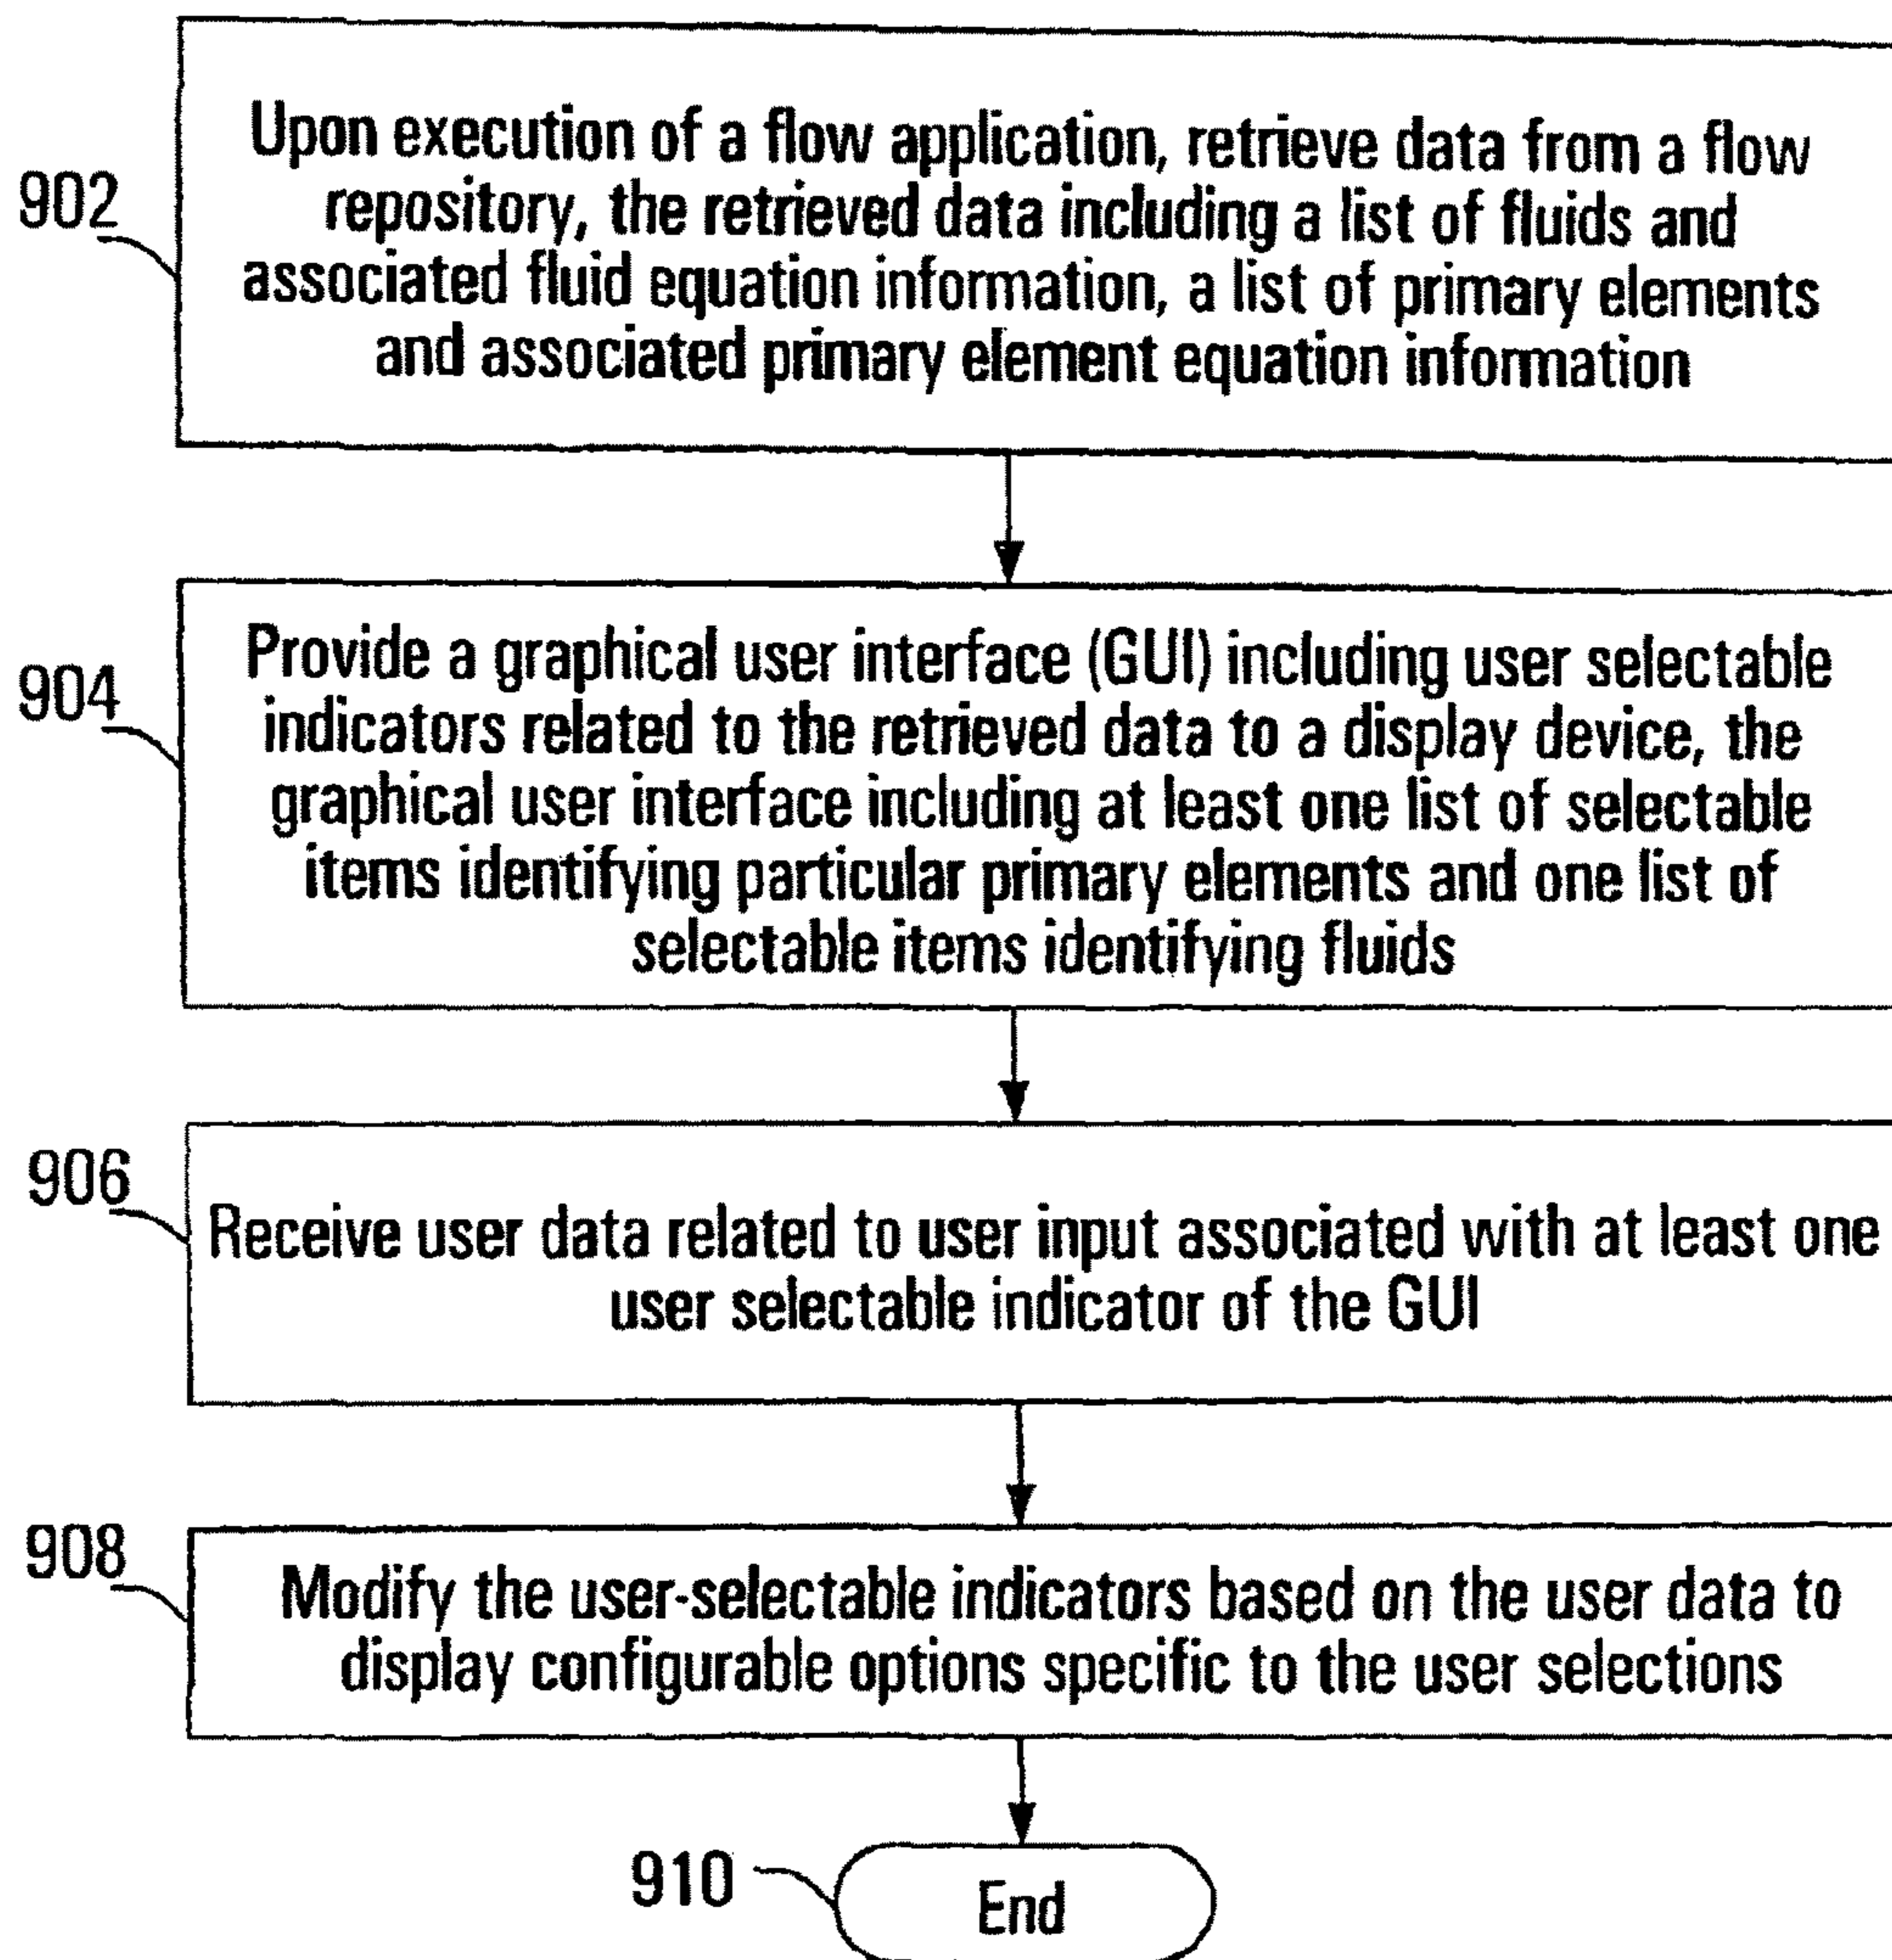 902
Upon execution of a flow application, retrieve data from a flow
repository, the retrieved data including a list of fluids and
associated fluid equation information, a list of primary elements
and associated primary element equation information
904
Provide a graphical user interface (GUI) including user selectable
indicators related to the retrieved data to a display device, the
graphical user interface including at least one list of selectable
items identifying particular primary elements and one list of
selectable items identifying fluids
906
Receive user data related to user input associated with at least one
user selectable indicator of the GUI
908
Modify the user-selectable indicators based on the user data to
display configurable options specific to the user selections
910
End